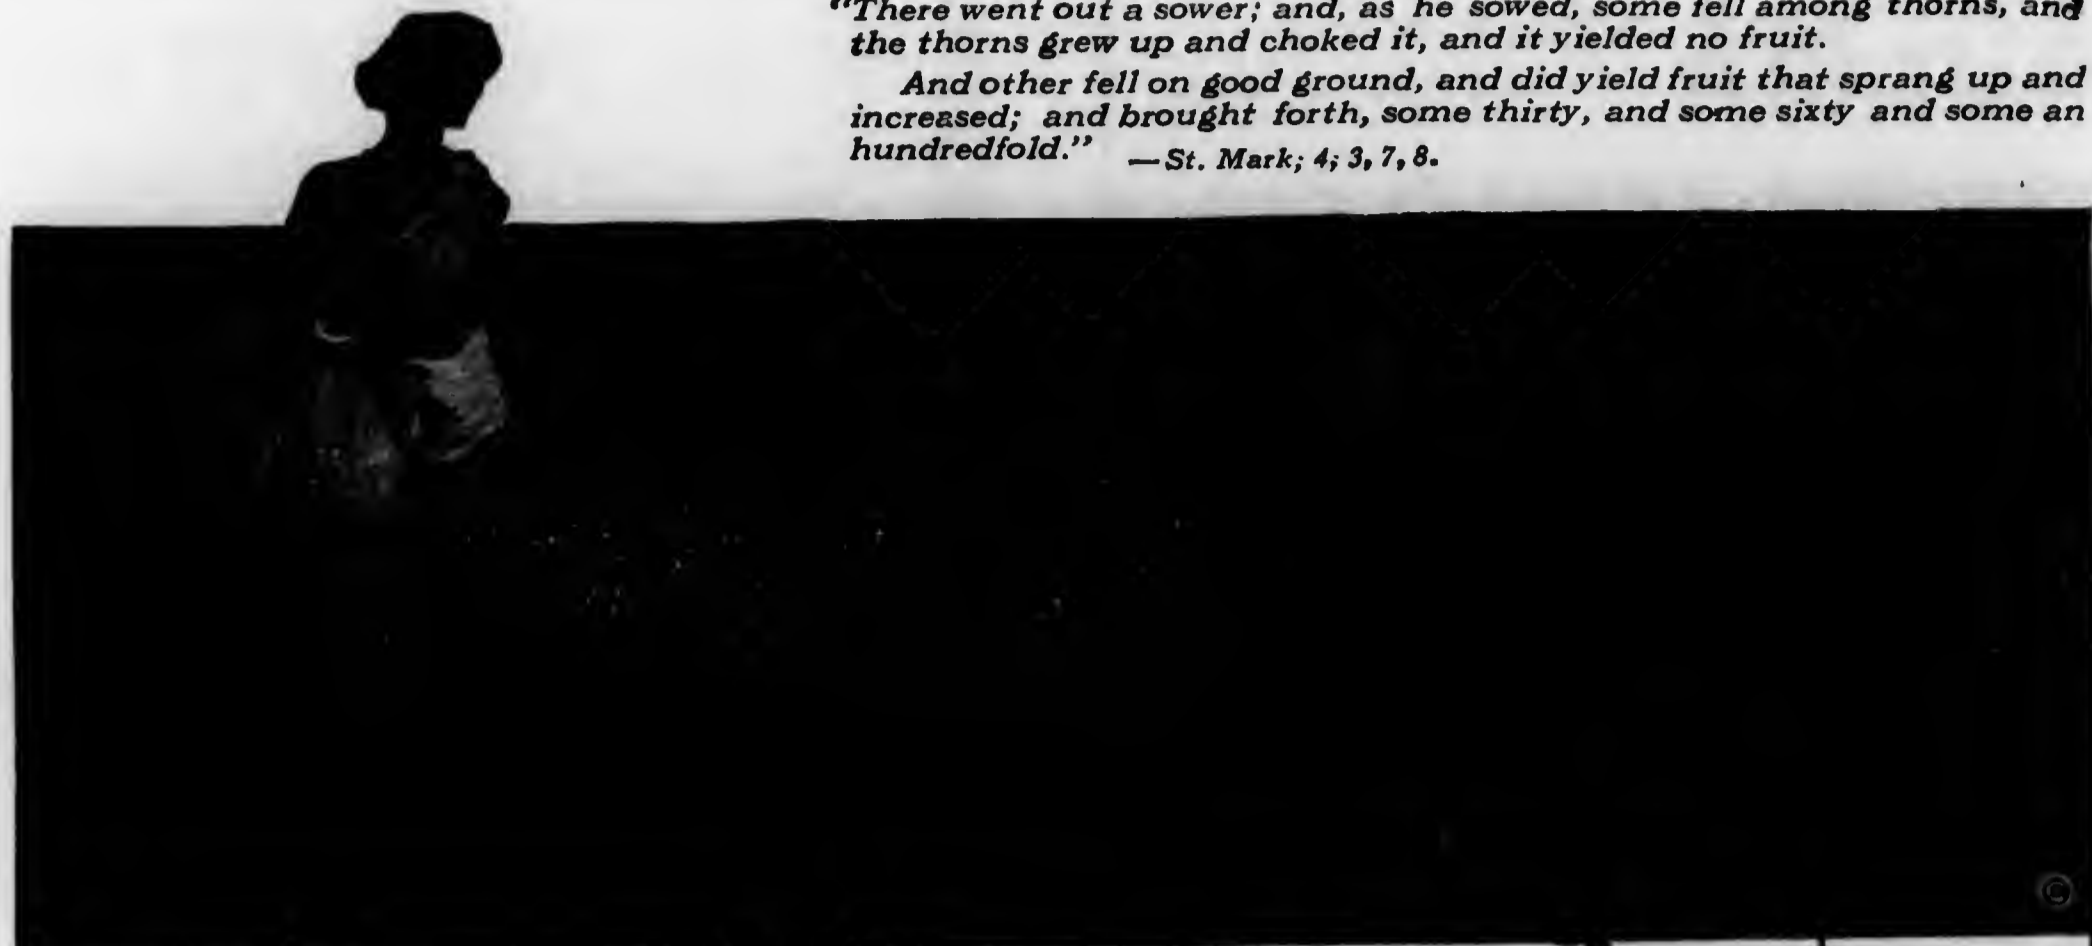 "There went out a sower; and, as he sowed, some fell among thorns, and
the thorns grew up and choked it, and it yielded no fruit.
And other fell on good ground, and did yield fruit that sprang up and
increased; and brought forth, some thirty, and some sixty and some an
hundredfold." —St. Mark; 4; 3, 7, 8.
©